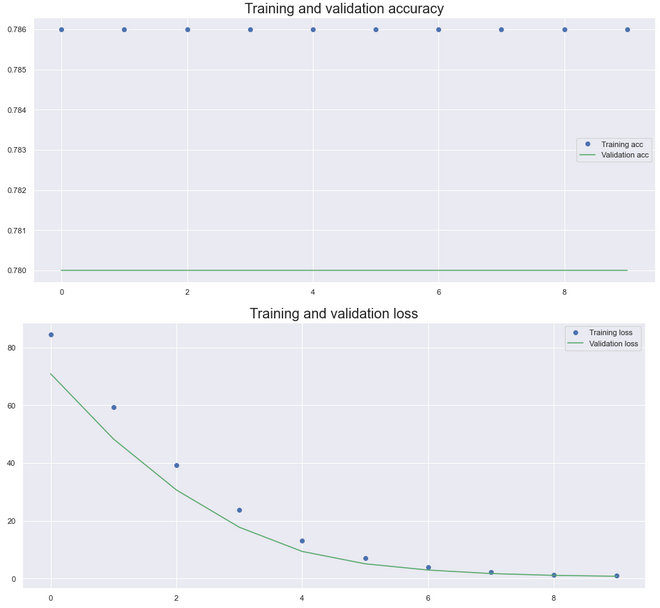 Training and validation accuracy
0.786
0.785
0.784
0.783
0.782
0.781
0.780
Training acc
Validation acc
0 2 4 6 8
Training and validation loss
80
60
40
20
0
Training loss
Validation loss
0 2 4 6 8